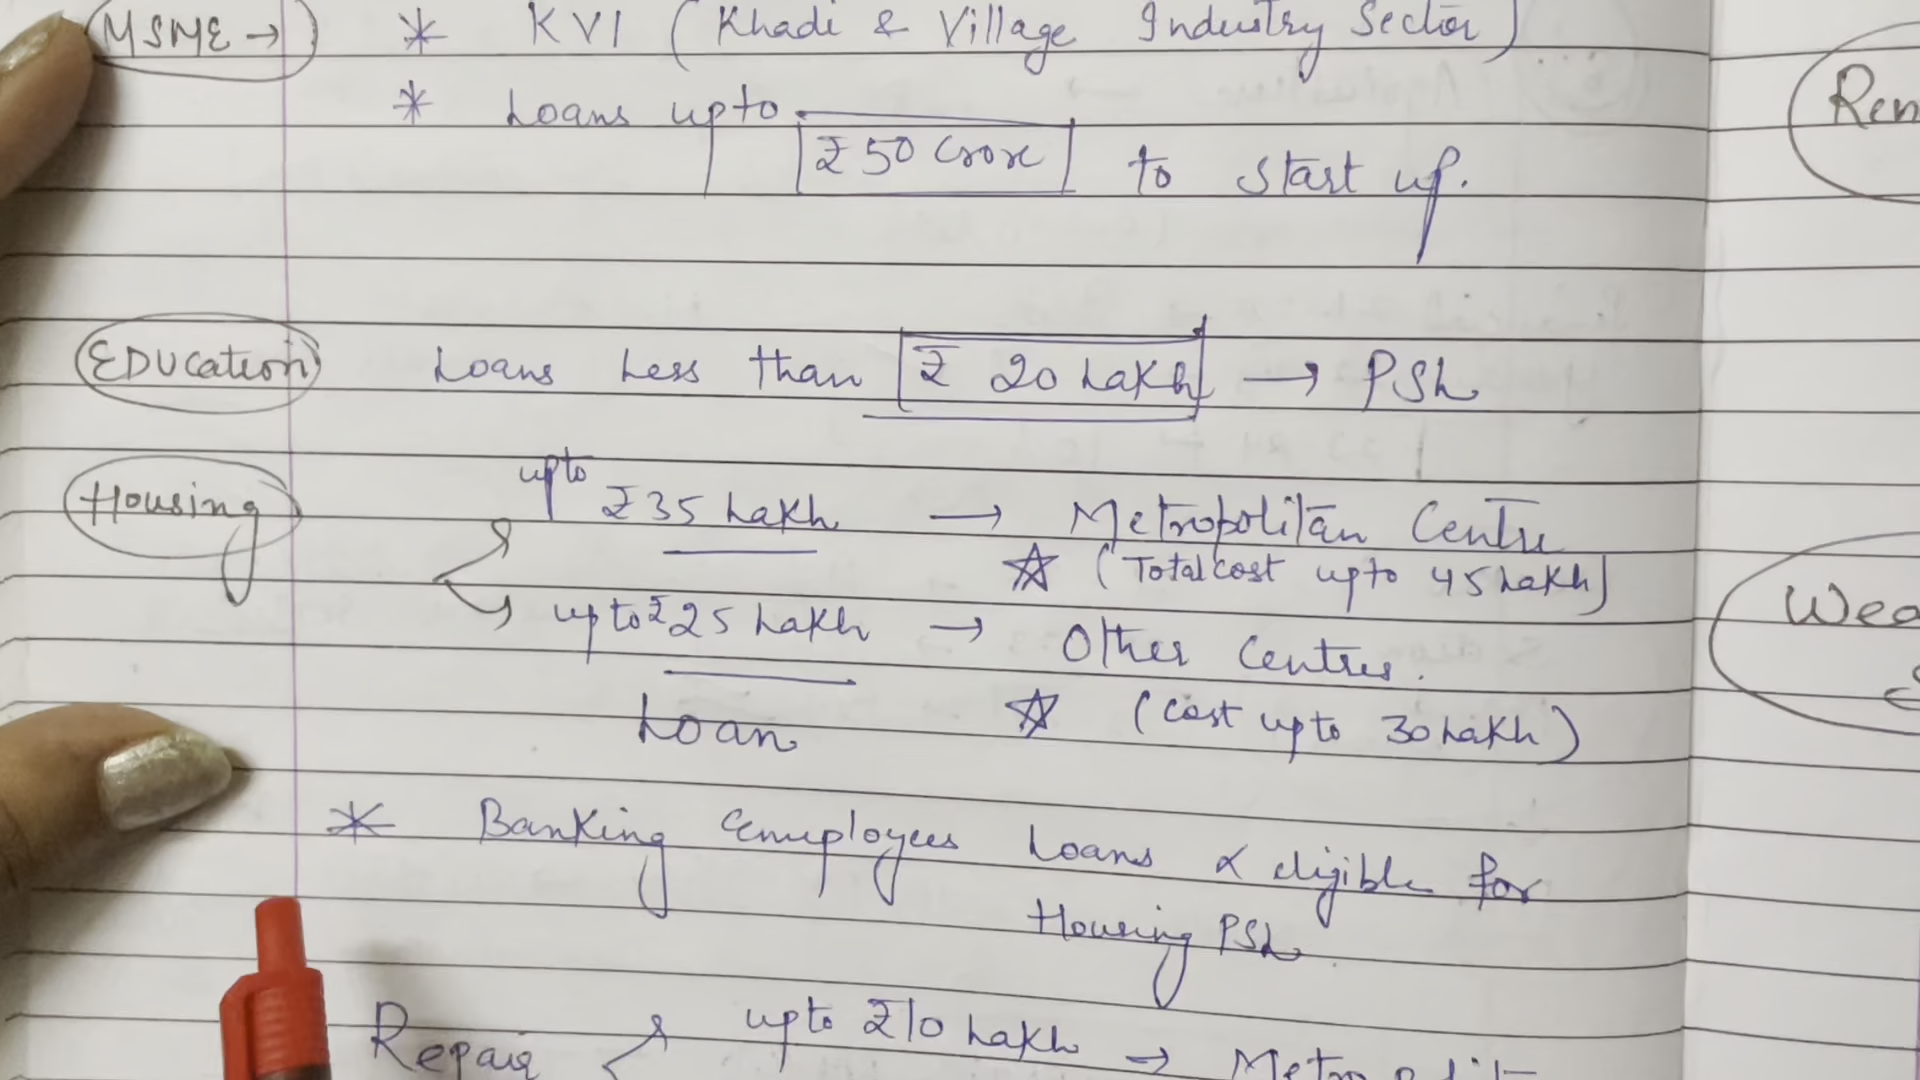 MSME → * KVI (Khadi & Village Industry Sector)
* Loans upto ₹50 Crore to start up.
Ren
EDUCATION Loans Less than ₹ 20 Lakh → PSL
Housing upto ₹35 Lakh → Metropolitan Centre
☆ (Total cost upto 45 Lakh)
upto ₹25 Lakh → Other Centres.
Loan ☆ (Cost upto 30 Lakh)
Wea
* Banking employees Loans eligible for
Housing PSL
Repair upto ₹10 Lakh →